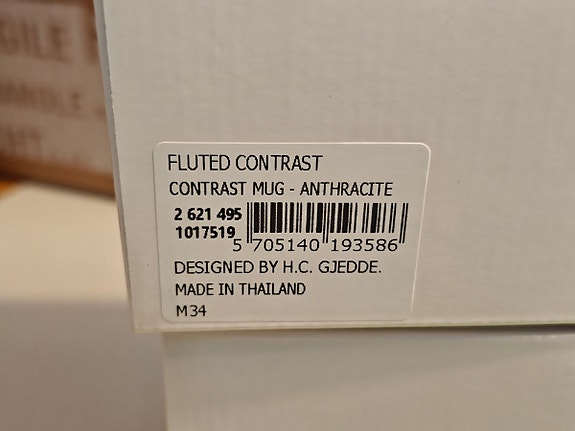 FLUTED CONTRAST
CONTRAST MUG - ANTHRACITE
2 621 495
1017519
5 705140 193586
DESIGNED BY H.C. GJEDDE.
MADE IN THAILAND
M34